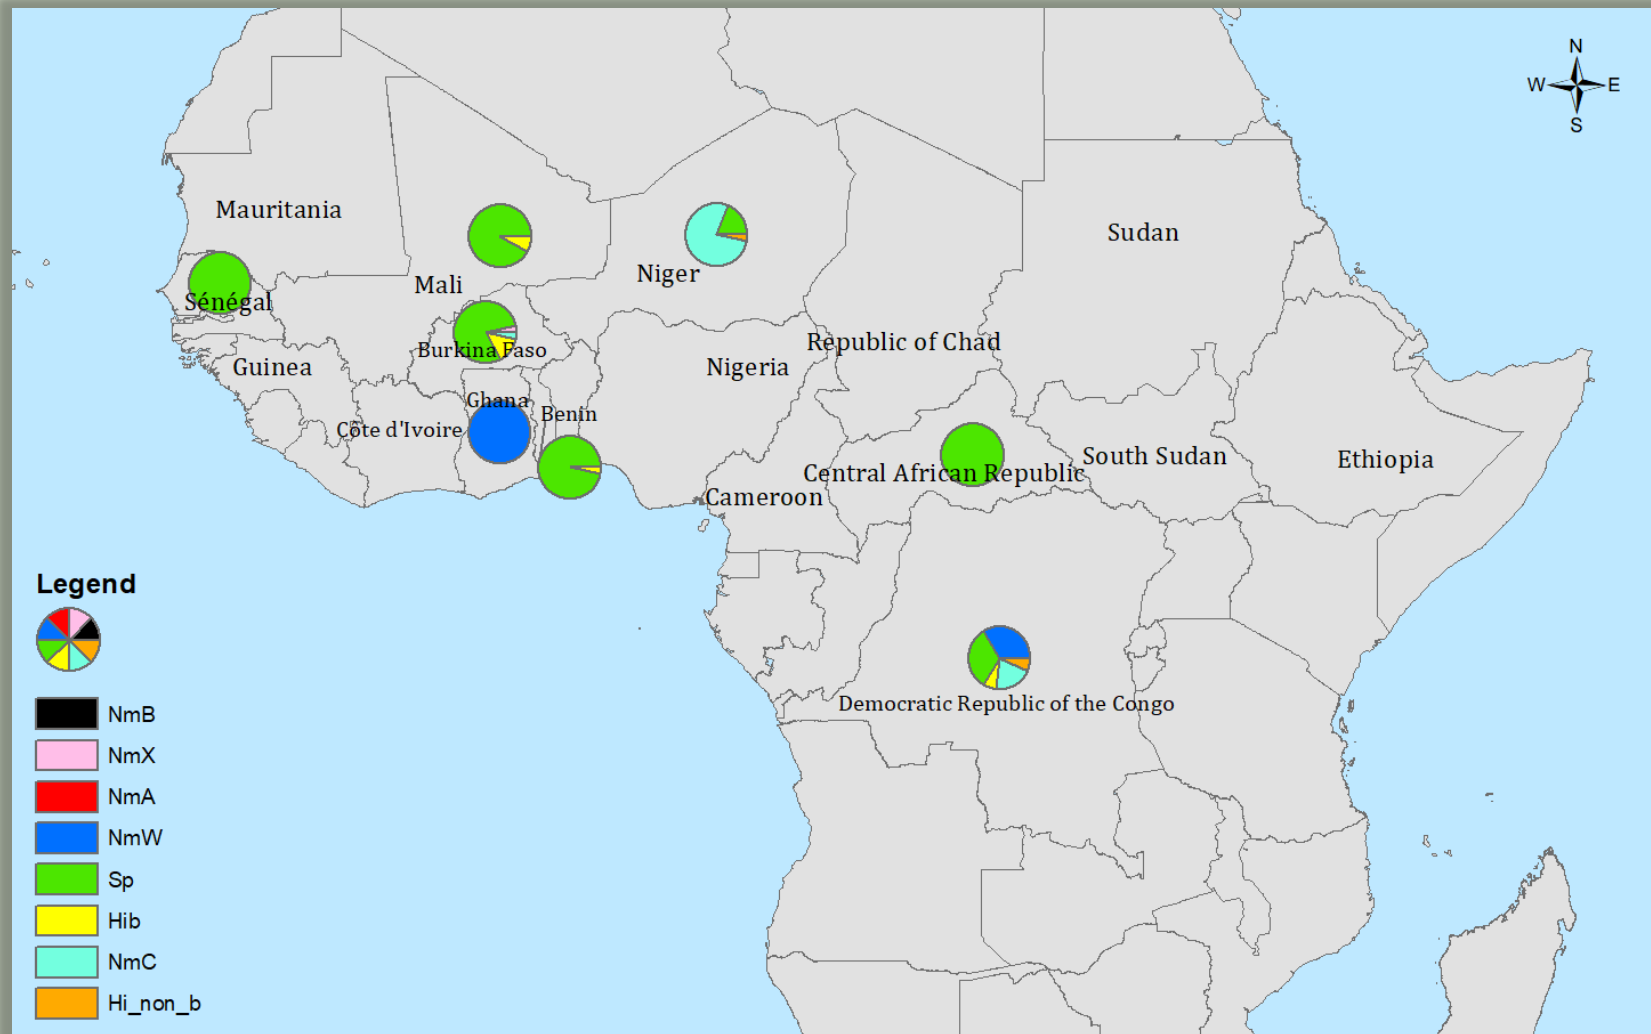 N
W E
S
Mauritania
Sudan
Mali
Niger
Sénégal
Republic of Chad
Burkina Faso
Guinea
Nigeria
Ghana
Benin
Côte d'Ivoire
South Sudan
Ethiopia
Central African Republic
Cameroon
Legend
Democratic Republic of the Congo
NmB
NmX
NmA
NmW
Sp
Hib
NmC
Hi_non_b